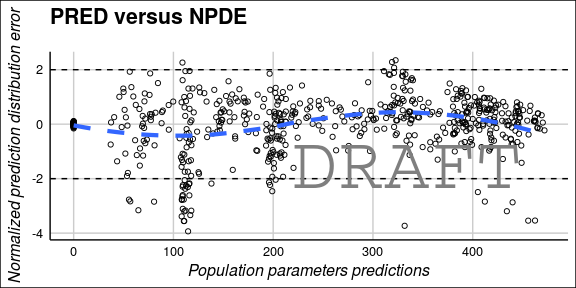 PRED versus NPDE
Normalized prediction distribution error
2
0
-2
-4
DRAFT
0 100 200 300 400
Population parameters predictions